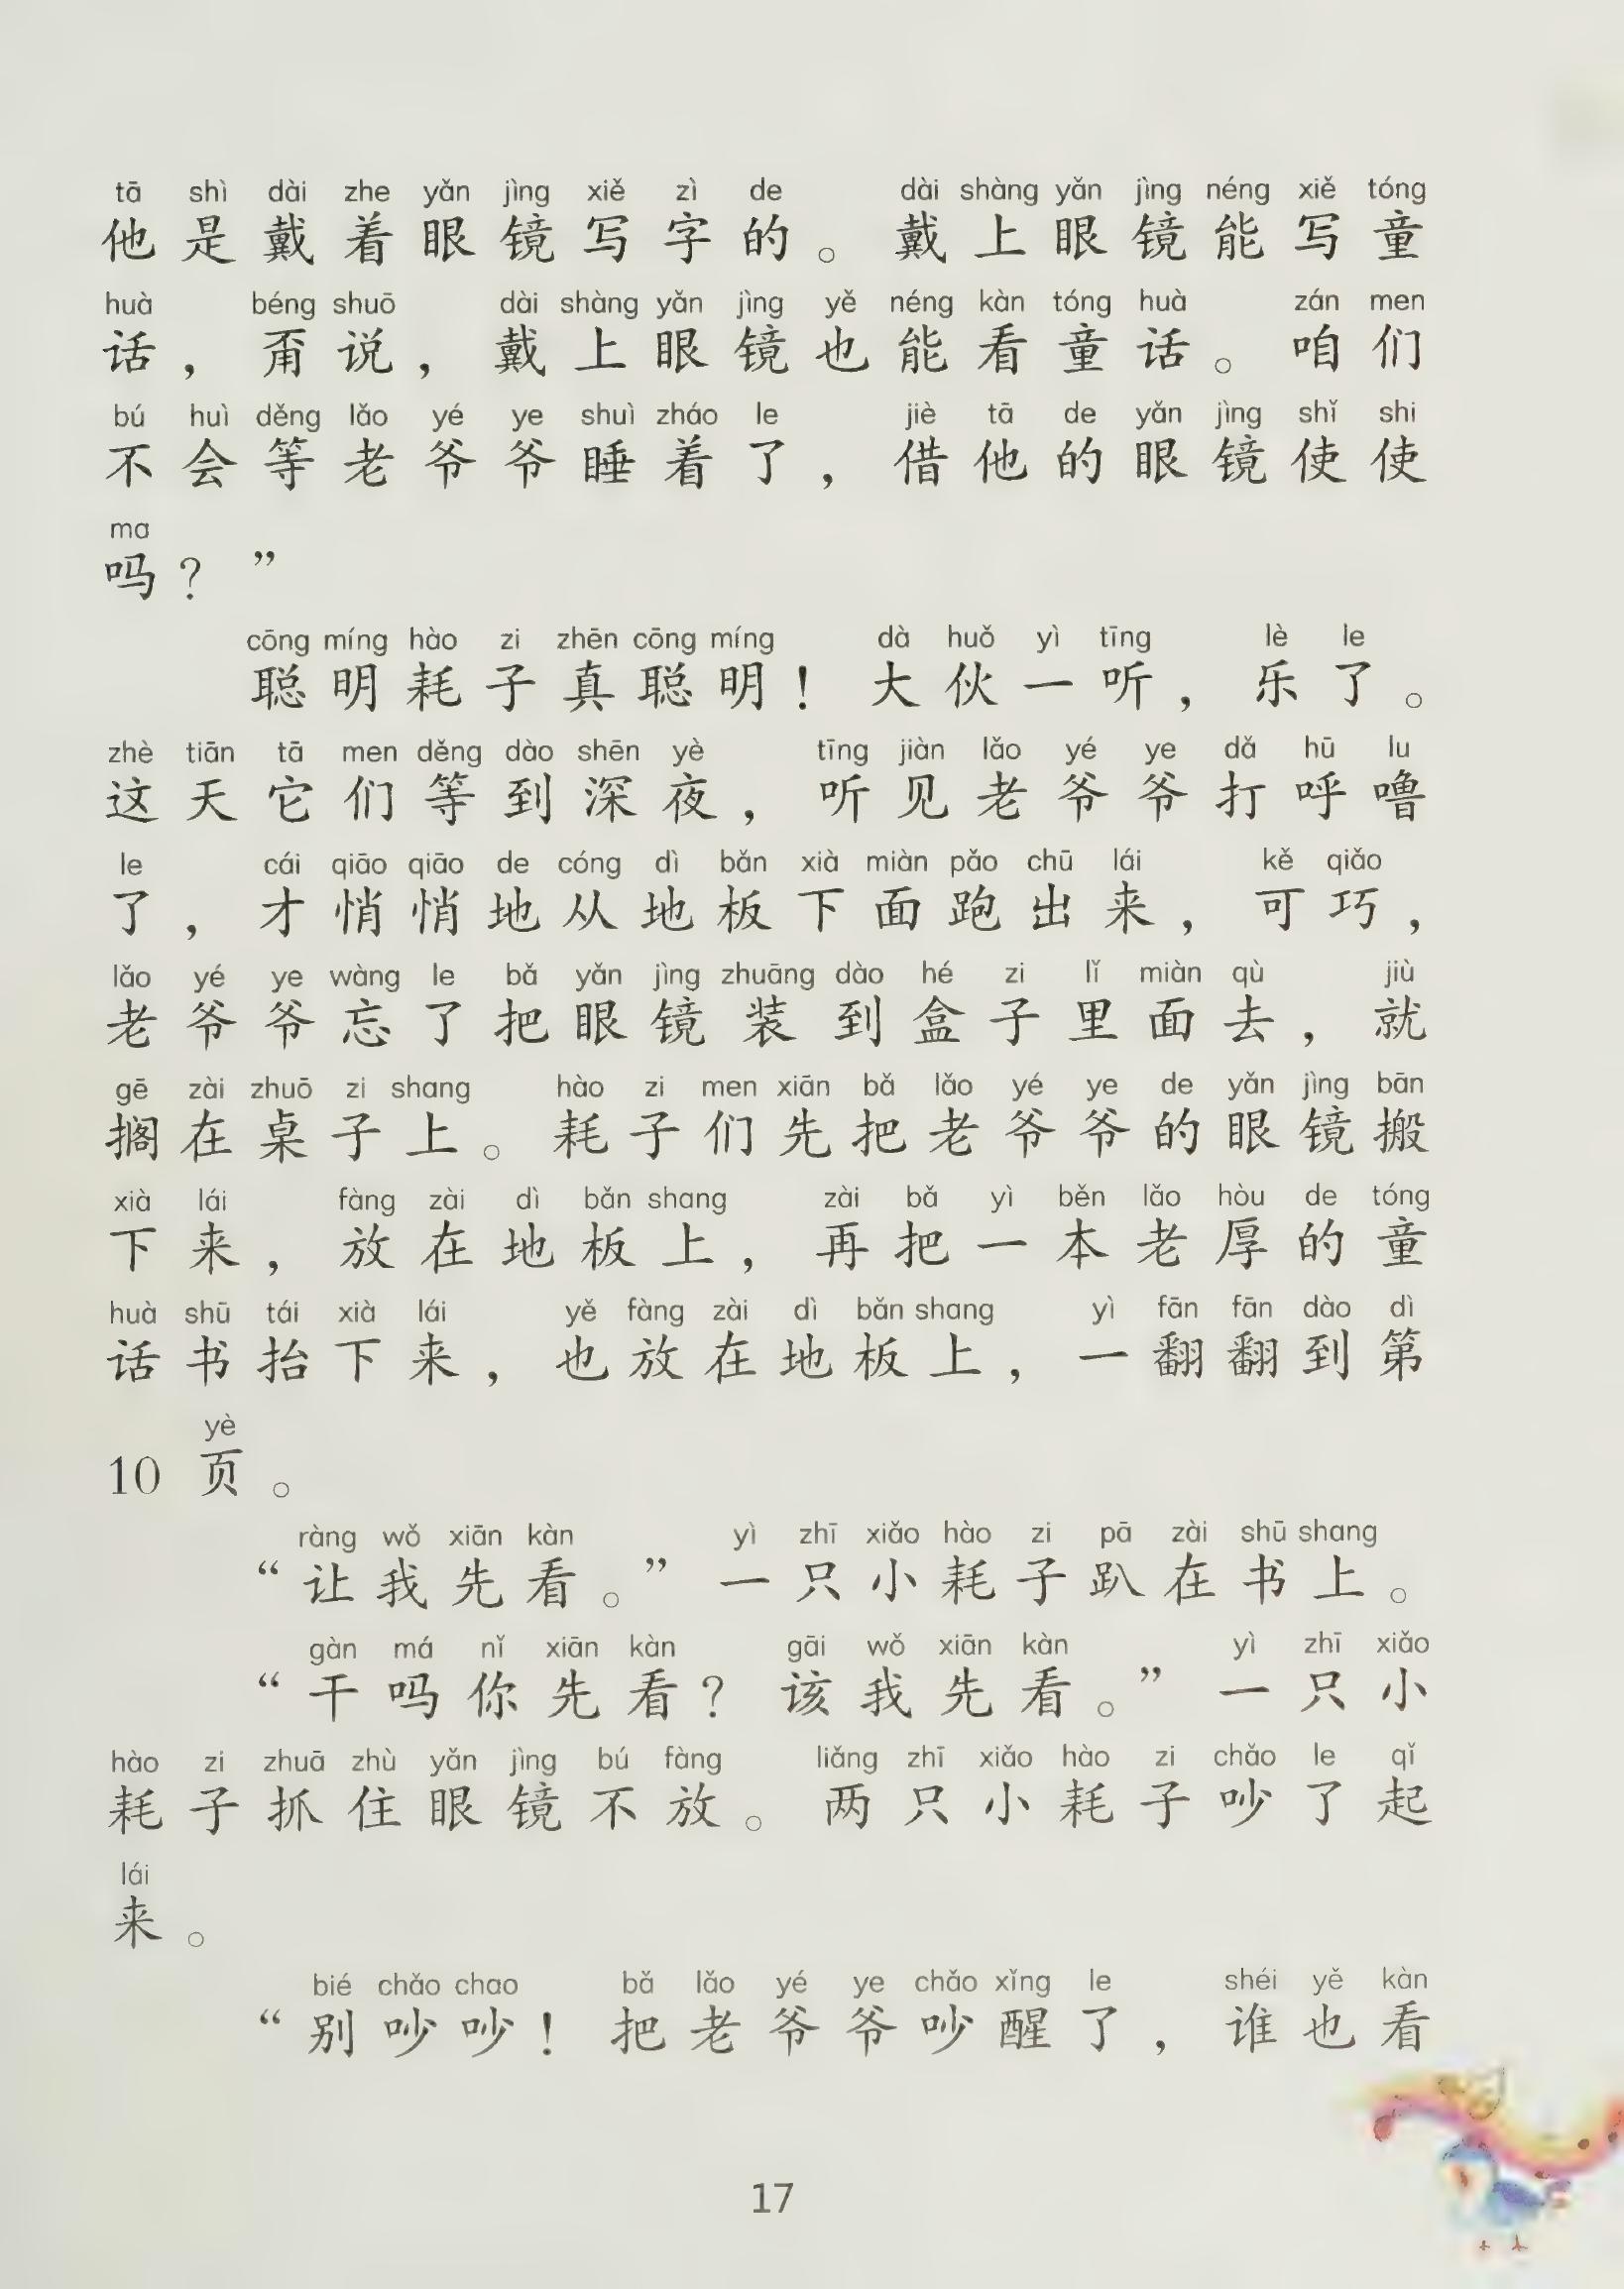 tā shì dài zhe yǎn jìng xiě zì de dài shàng yǎn jìng néng xiě tóng
他是戴着眼镜写字的。戴上眼镜能写童
huà béng shuō dài shàng yǎn jìng yě néng kàn tóng huà zán men
话，甭说，戴上眼镜也能看童话。咱们
bú huì děng lǎo yé ye shuì zháo le jiè tā de yǎn jìng shǐ shi
不会等老爷爷睡着了，借他的眼镜使使
ma
吗？”
cōng míng hào zi zhēn cōng míng dà huǒ yì tīng lè le
聪明耗子真聪明！大伙一听，乐了。
zhè tiān tā men děng dào shēn yè tīng jiàn lǎo yé ye dǎ hū lu
这天它们等到深夜，听见老爷爷打呼噜
le cái qiāo qiāo de cóng dì bǎn xià miàn pǎo chū lái kě qiǎo
了，才悄悄地从地板下面跑出来，可巧，
lǎo yé ye wàng le bǎ yǎn jìng zhuāng dào hé zi lǐ miàn qù jiù
老爷爷忘了把眼镜装到盒子里面去，就
gē zài zhuō zi shang hào zi men xiān bǎ lǎo yé ye de yǎn jìng bān
搁在桌子上。耗子们先把老爷爷的眼镜搬
xià lái fàng zài dì bǎn shang zài bǎ yì běn lǎo hòu de tóng
下来，放在地板上，再把一本老厚的童
huà shū tái xià lái yě fàng zài dì bǎn shang yì fān fān dào dì
话书抬下来，也放在地板上，一翻翻到第
yè
10 页。
ràng wǒ xiān kàn yì zhī xiǎo hào zi pā zài shū shang
“让我先看。”一只小耗子趴在书上。
gàn má nǐ xiān kàn gāi wǒ xiān kàn yì zhī xiǎo
“干吗你先看？该我先看。”一只小
hào zi zhuā zhù yǎn jìng bú fàng liǎng zhī xiǎo hào zi chǎo le qǐ
耗子抓住眼镜不放。两只小耗子吵了起
lái
来。
bié chǎo chao bǎ lǎo yé ye chǎo xǐng le shéi yě kàn
“别吵吵！把老爷爷吵醒了，谁也看
17